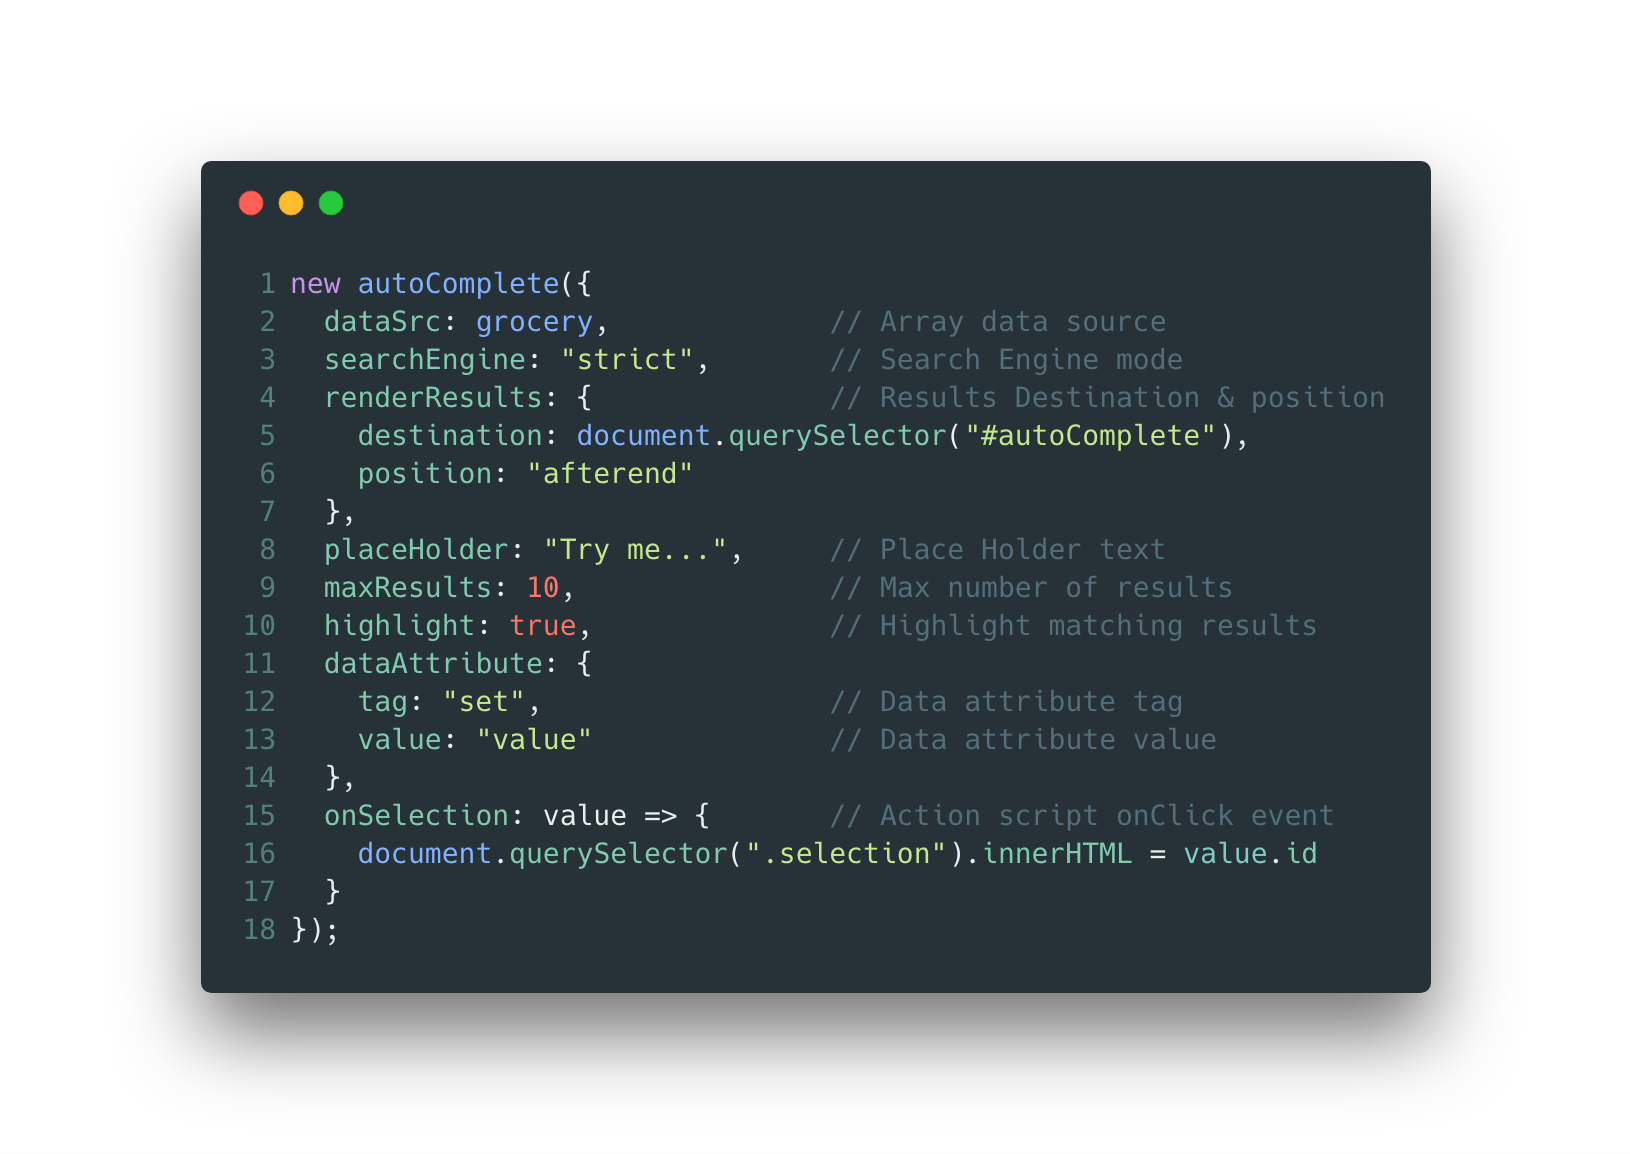 1 new autoComplete({
2   dataSrc: grocery,             // Array data source
3   searchEngine: "strict",       // Search Engine mode
4   renderResults: {              // Results Destination & position
5     destination: document.querySelector("#autoComplete"),
6     position: "afterend"
7   },
8   placeHolder: "Try me...",     // Place Holder text
9   maxResults: 10,               // Max number of results
10   highlight: true,              // Highlight matching results
11   dataAttribute: {
12     tag: "set",                 // Data attribute tag
13     value: "value"              // Data attribute value
14   },
15   onSelection: value => {       // Action script onClick event
16     document.querySelector(".selection").innerHTML = value.id
17   }
18 });